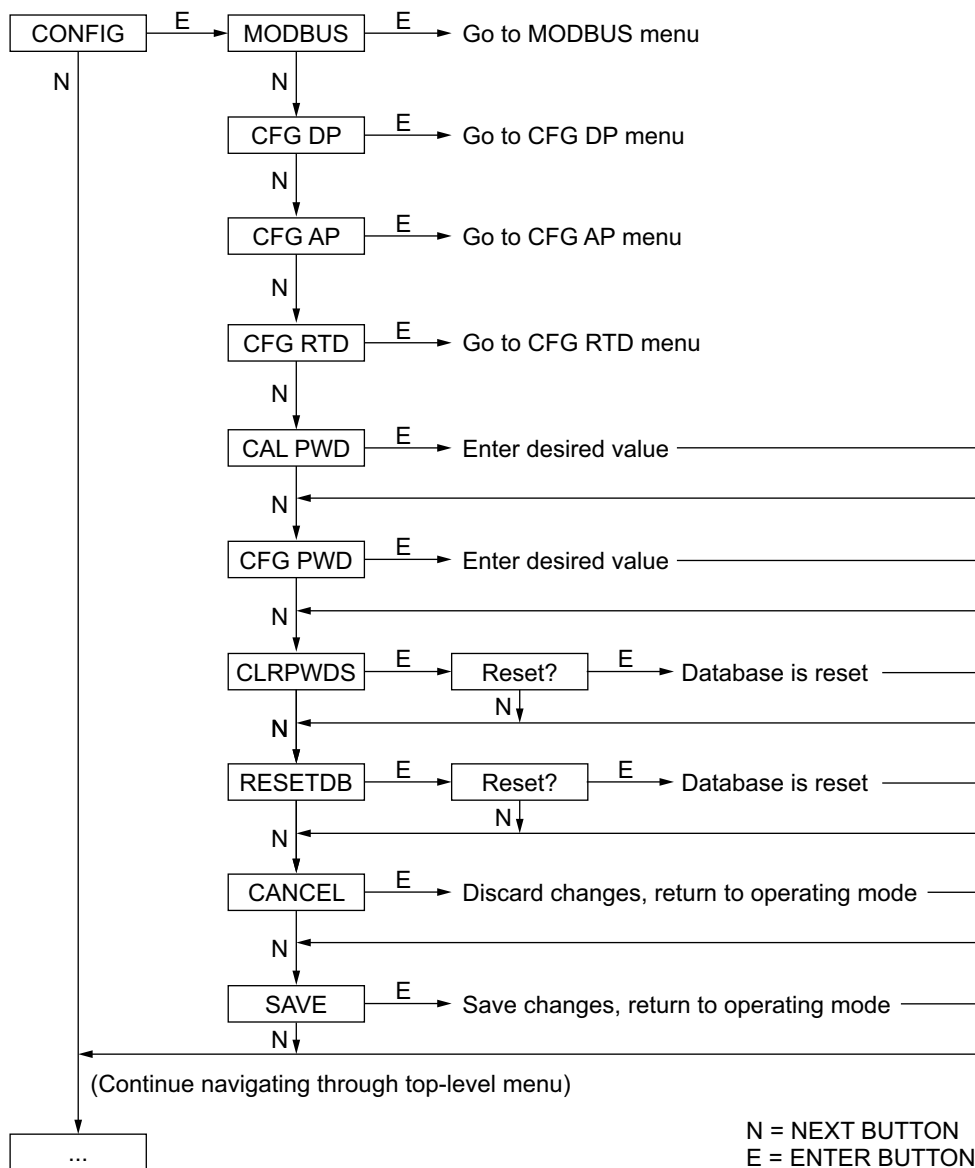 CONFIG E MODBUS E Go to MODBUS menu
N N
CFG DP E Go to CFG DP menu
N
CFG AP E Go to CFG AP menu
N
CFG RTD E Go to CFG RTD menu
N
CAL PWD E Enter desired value
N
CFG PWD E Enter desired value
N
CLRPWDS E Reset? E Database is reset
N N
RESETDB E Reset? E Database is reset
N N
CANCEL E Discard changes, return to operating mode
N
SAVE E Save changes, return to operating mode
N
(Continue navigating through top-level menu)
...
N = NEXT BUTTON
E = ENTER BUTTON